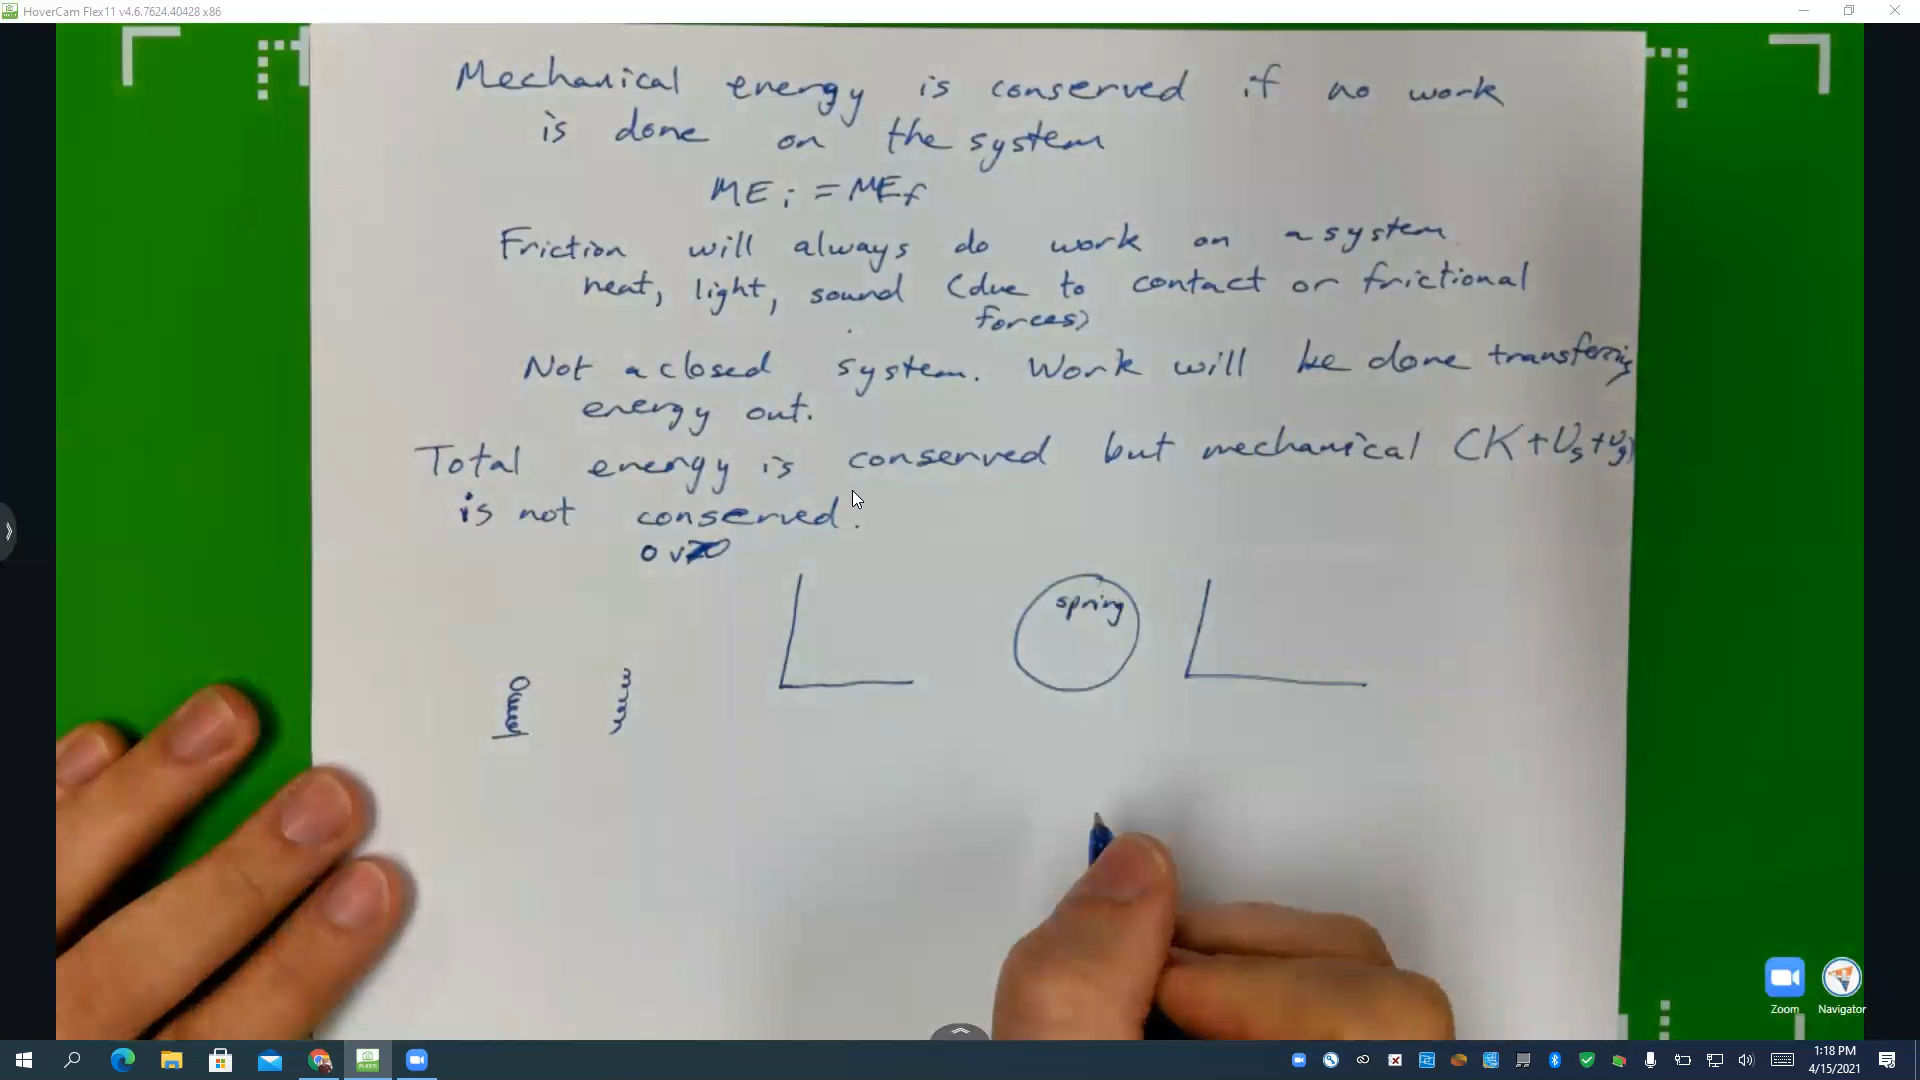 HoverCam Flex11 v4.6.7624.40428 x86
Mechanical energy is conserved if no work
is done on the system
MEi = MEf
Friction will always do work on a system
heat, light, sound (due to contact or frictional
forces)
Not a closed system. Work will be done transferring
energy out.
Total energy is conserved but mechanical (K+Us+Ug)
is not conserved.
spring
Zoom
Navigator
FLEX11
1:18 PM
4/15/2021